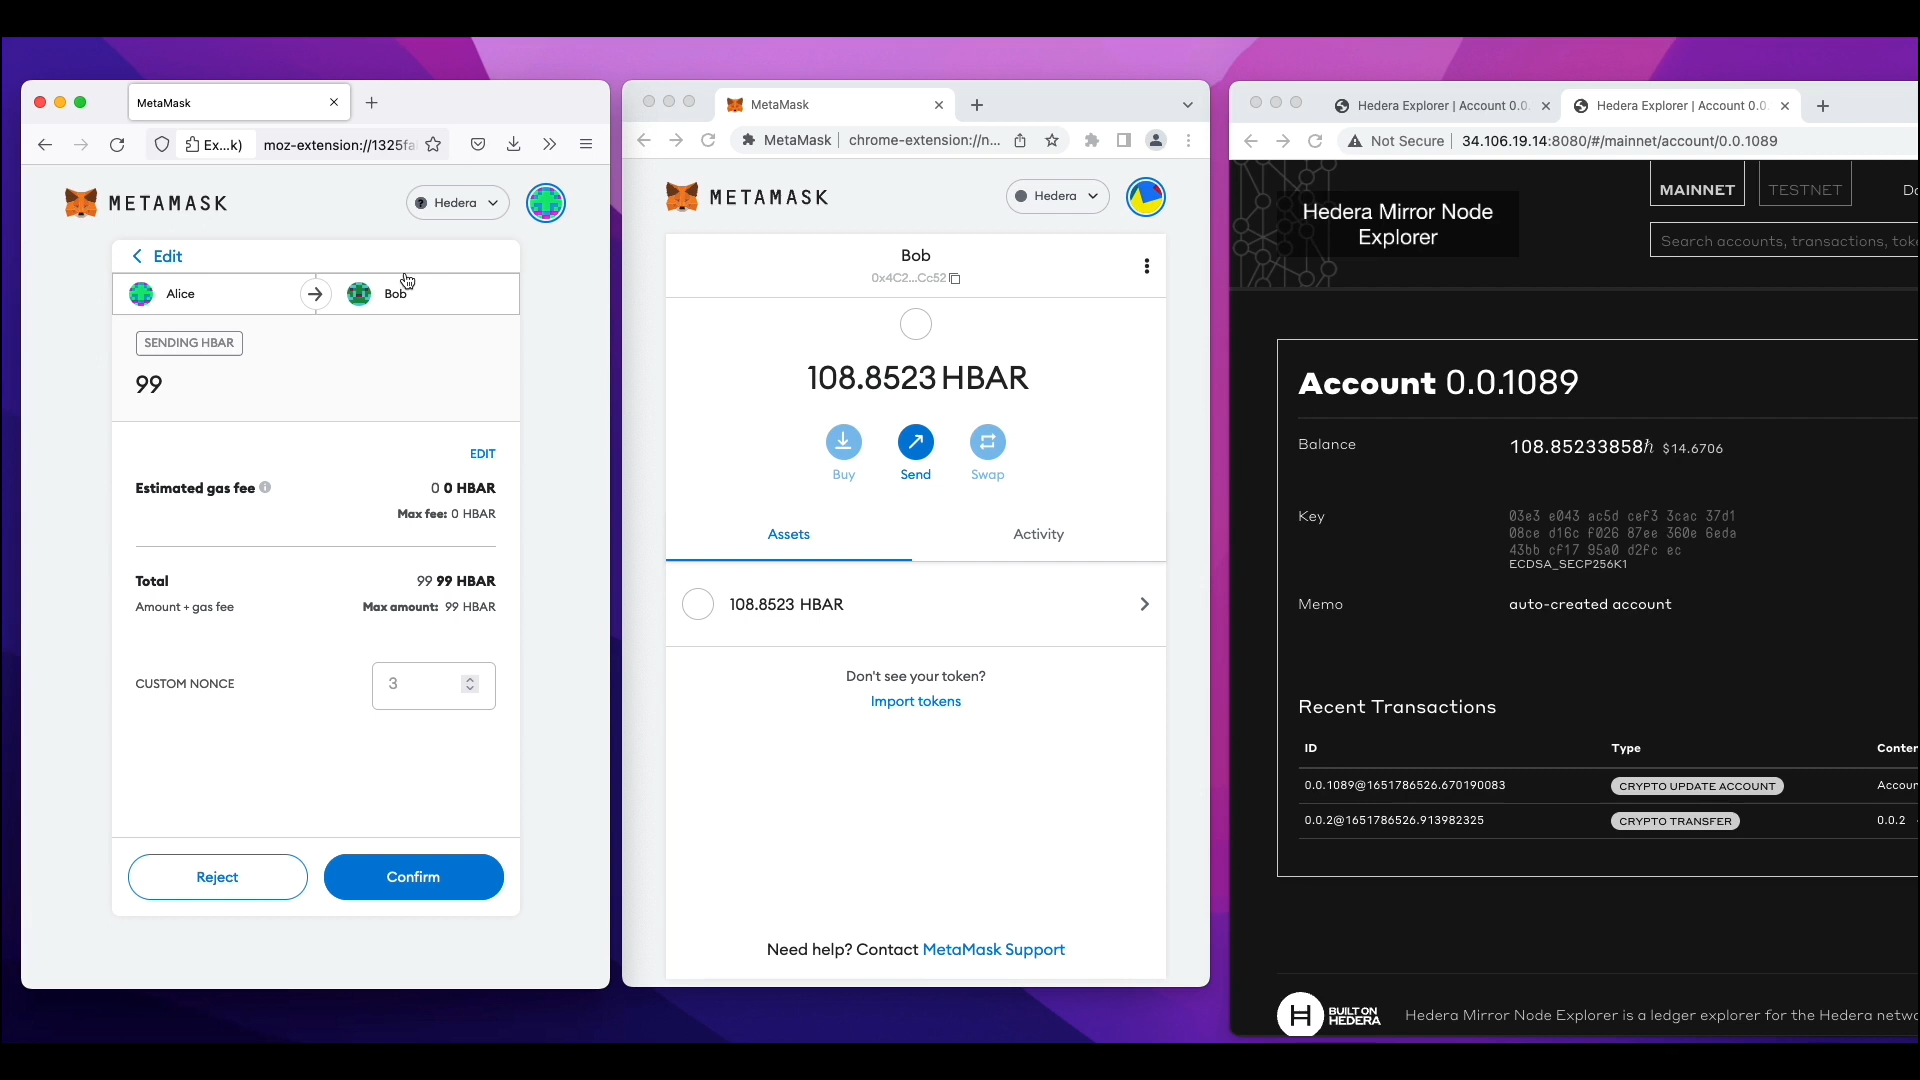 MetaMask
Ex...k)
moz-extension://1325fa
METAMASK
Hedera
Edit
Alice
Bob
SENDING HBAR
99
EDIT
Estimated gas fee
0 0 HBAR
Max fee: 0 HBAR
Total
99 99 HBAR
Amount + gas fee
Max amount: 99 HBAR
CUSTOM NONCE
3
Reject
Confirm
MetaMask
MetaMask
chrome-extension://n...
METAMASK
Hedera
Bob
0x4C2...Cc52
108.8523 HBAR
Buy
Send
Swap
Assets
Activity
108.8523 HBAR
Don't see your token?
Import tokens
Need help? Contact MetaMask Support
Hedera Explorer | Account 0.0.
Hedera Explorer | Account 0.0.
Not Secure
34.106.19.14:8080/#/mainnet/account/0.0.1089
Hedera Mirror Node
Explorer
MAINNET
TESTNET
Search accounts, transactions, toke
Account 0.0.1089
Balance
108.85233858ℏ $14.6706
Key
03e3 e043 ac5d cef3 3cac 37d1
08ce d16c f026 87ee 360e 6eda
43bb cf17 95a0 d2fc ec
ECDSA_SECP256K1
Memo
auto-created account
Recent Transactions
ID
Type
Conten
0.0.1089@1651786526.670190083
CRYPTO UPDATE ACCOUNT
Accoun
0.0.2@1651786526.913982325
CRYPTO TRANSFER
0.0.2
H
BUILT ON
HEDERA
Hedera Mirror Node Explorer is a ledger explorer for the Hedera netwo